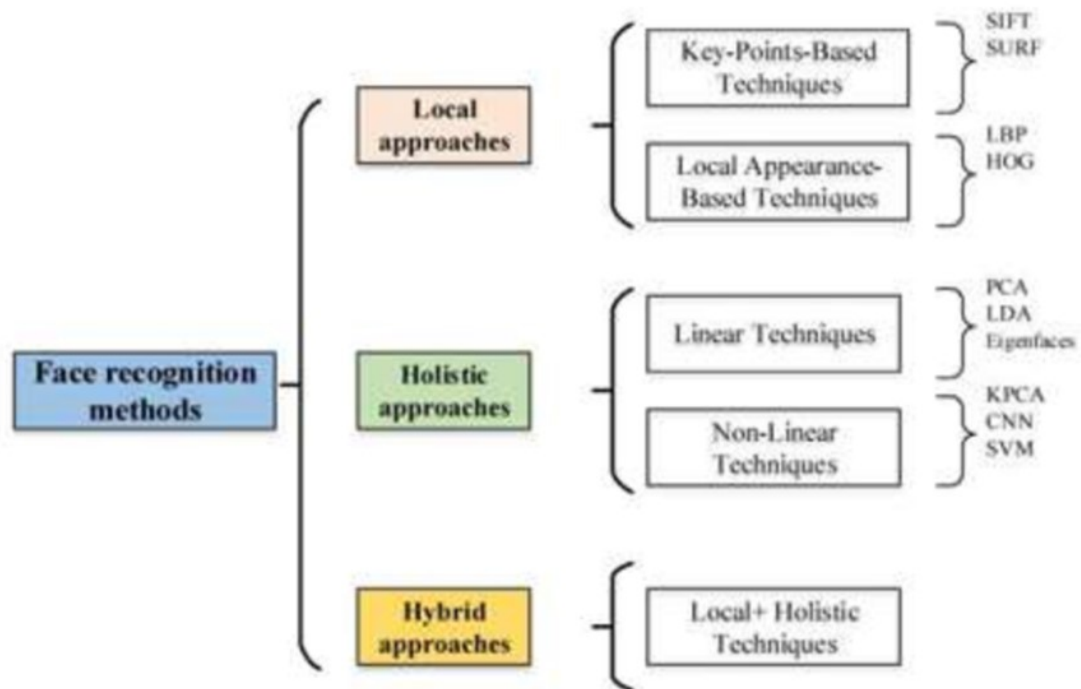 Face recognition
methods
Local
approaches
Key-Points-Based
Techniques
SIFT
SURF
Local Appearance-
Based Techniques
LBP
HOG
Holistic
approaches
Linear Techniques
PCA
LDA
Eigenfaces
Non-Linear
Techniques
KPCA
CNN
SVM
Hybrid
approaches
Local+ Holistic
Techniques